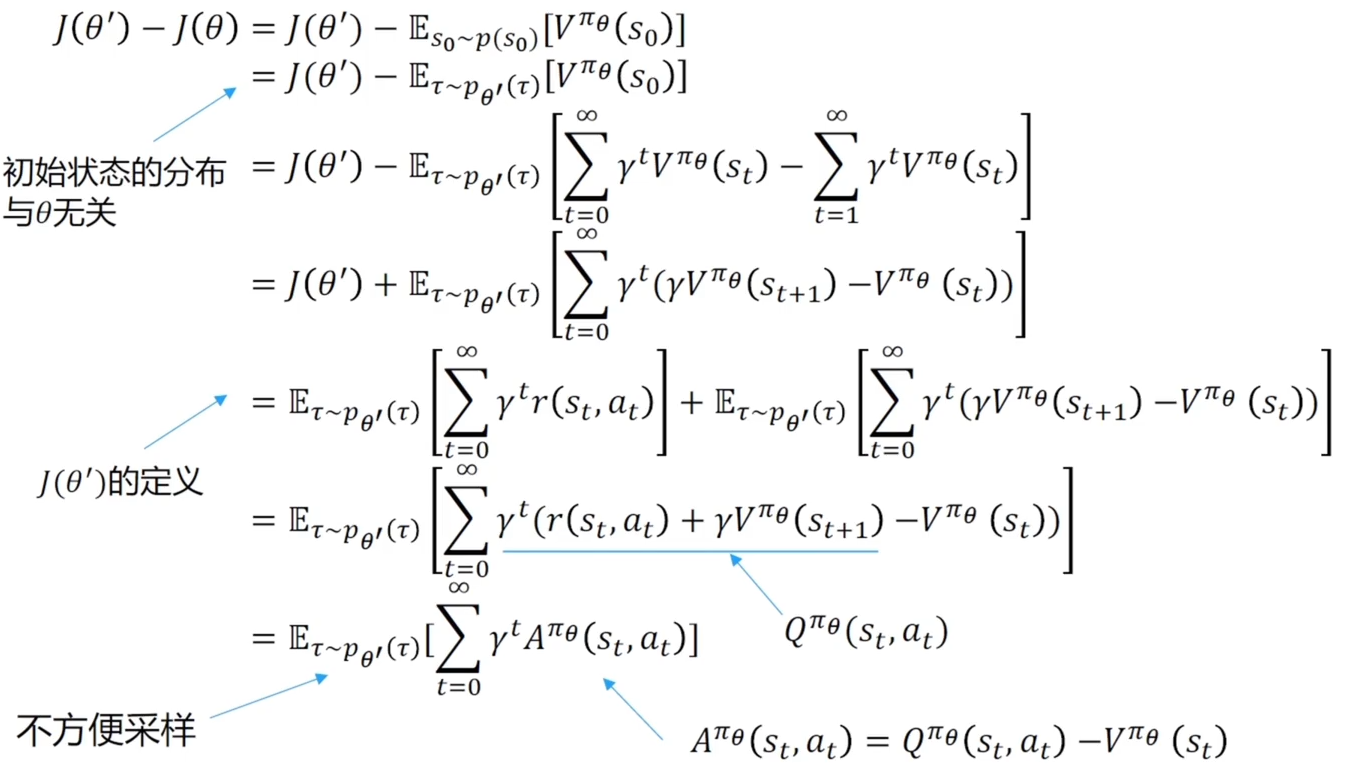 J(θ′) − J(θ) = J(θ′) − 𝔼_{s₀~p(s₀)}[V^{π_θ}(s₀)]
= J(θ′) − 𝔼_{τ~p_{θ′}(τ)}[V^{π_θ}(s₀)]
初始状态的分布
与θ无关
= J(θ′) − 𝔼_{τ~p_{θ′}(τ)}[∑_{t=0}^{∞} γ^t V^{π_θ}(s_t) − ∑_{t=1}^{∞} γ^t V^{π_θ}(s_t)]
= J(θ′) + 𝔼_{τ~p_{θ′}(τ)}[∑_{t=0}^{∞} γ^t(γV^{π_θ}(s_{t+1}) −V^{π_θ} (s_t))]
= 𝔼_{τ~p_{θ′}(τ)}[∑_{t=0}^{∞} γ^t r(s_t, a_t)] + 𝔼_{τ~p_{θ′}(τ)}[∑_{t=0}^{∞} γ^t(γV^{π_θ}(s_{t+1}) −V^{π_θ} (s_t))]
J(θ′)的定义
= 𝔼_{τ~p_{θ′}(τ)}[∑_{t=0}^{∞} γ^t(r(s_t, a_t) + γV^{π_θ}(s_{t+1}) −V^{π_θ} (s_t))]
= 𝔼_{τ~p_{θ′}(τ)}[∑_{t=0}^{∞} γ^t A^{π_θ}(s_t, a_t)]
Q^{π_θ}(s_t, a_t)
不方便采样
A^{π_θ}(s_t, a_t) = Q^{π_θ}(s_t, a_t) −V^{π_θ} (s_t)